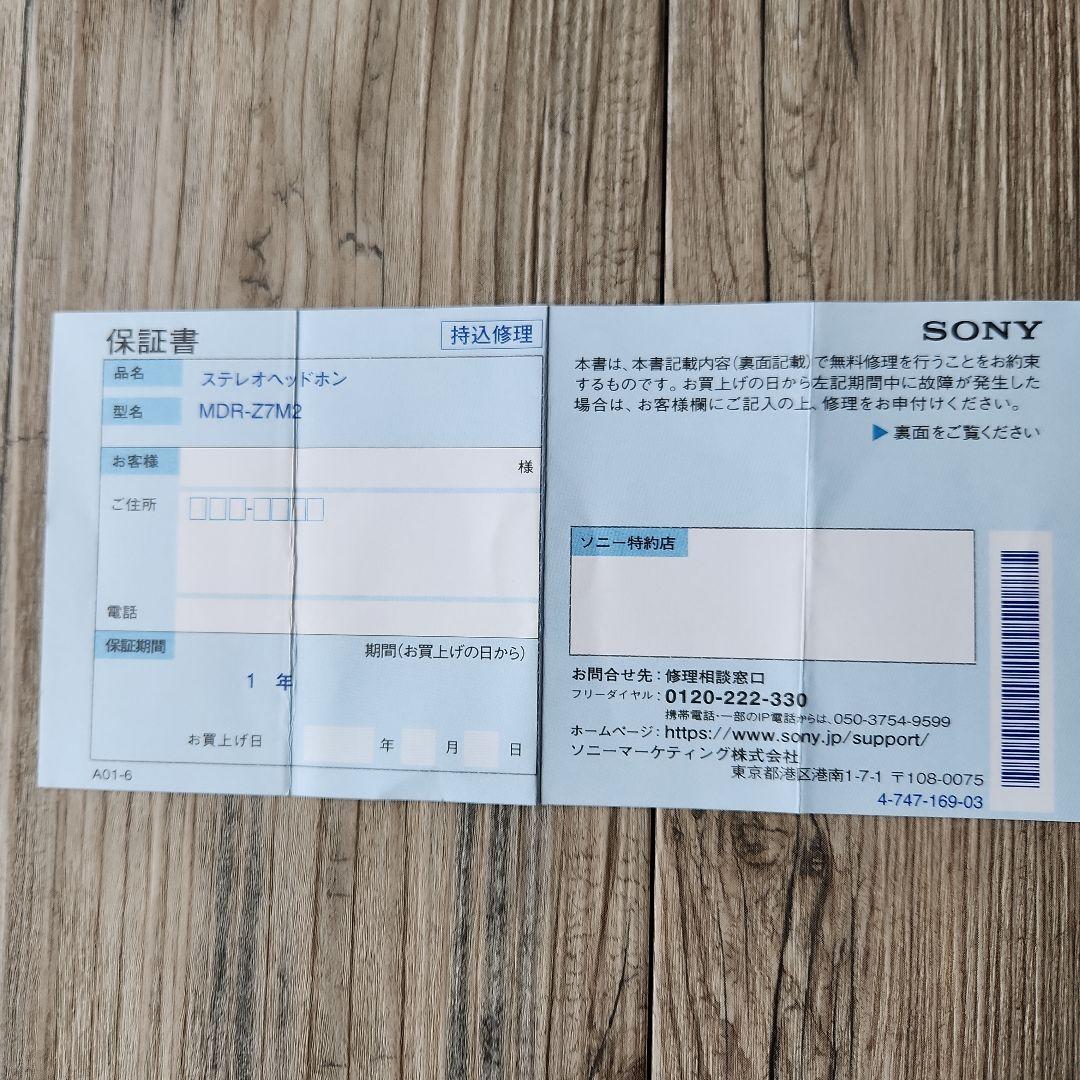 保証書
持込修理
品名 ステレオヘッドホン
型名 MDR-Z7M2
お客様 様
ご住所 -
電話
保証期間 期間(お買上げの日から)
1 年
お買上げ日 年 月 日
A01-6
SONY
本書は、本書記載内容(裏面記載)で無料修理を行うことをお約束
するものです。お買上げの日から左記期間中に故障が発生した
場合は、お客様欄にご記入の上、修理をお申付けください。
▶裏面をご覧ください
ソニー特約店
お問合せ先：修理相談窓口
フリーダイヤル：0120-222-330
携帯電話・一部のIP電話からは、050-3754-9599
ホームページ：https://www.sony.jp/support/
ソニーマーケティング株式会社
東京都港区港南1-7-1 〒108-0075
4-747-169-03